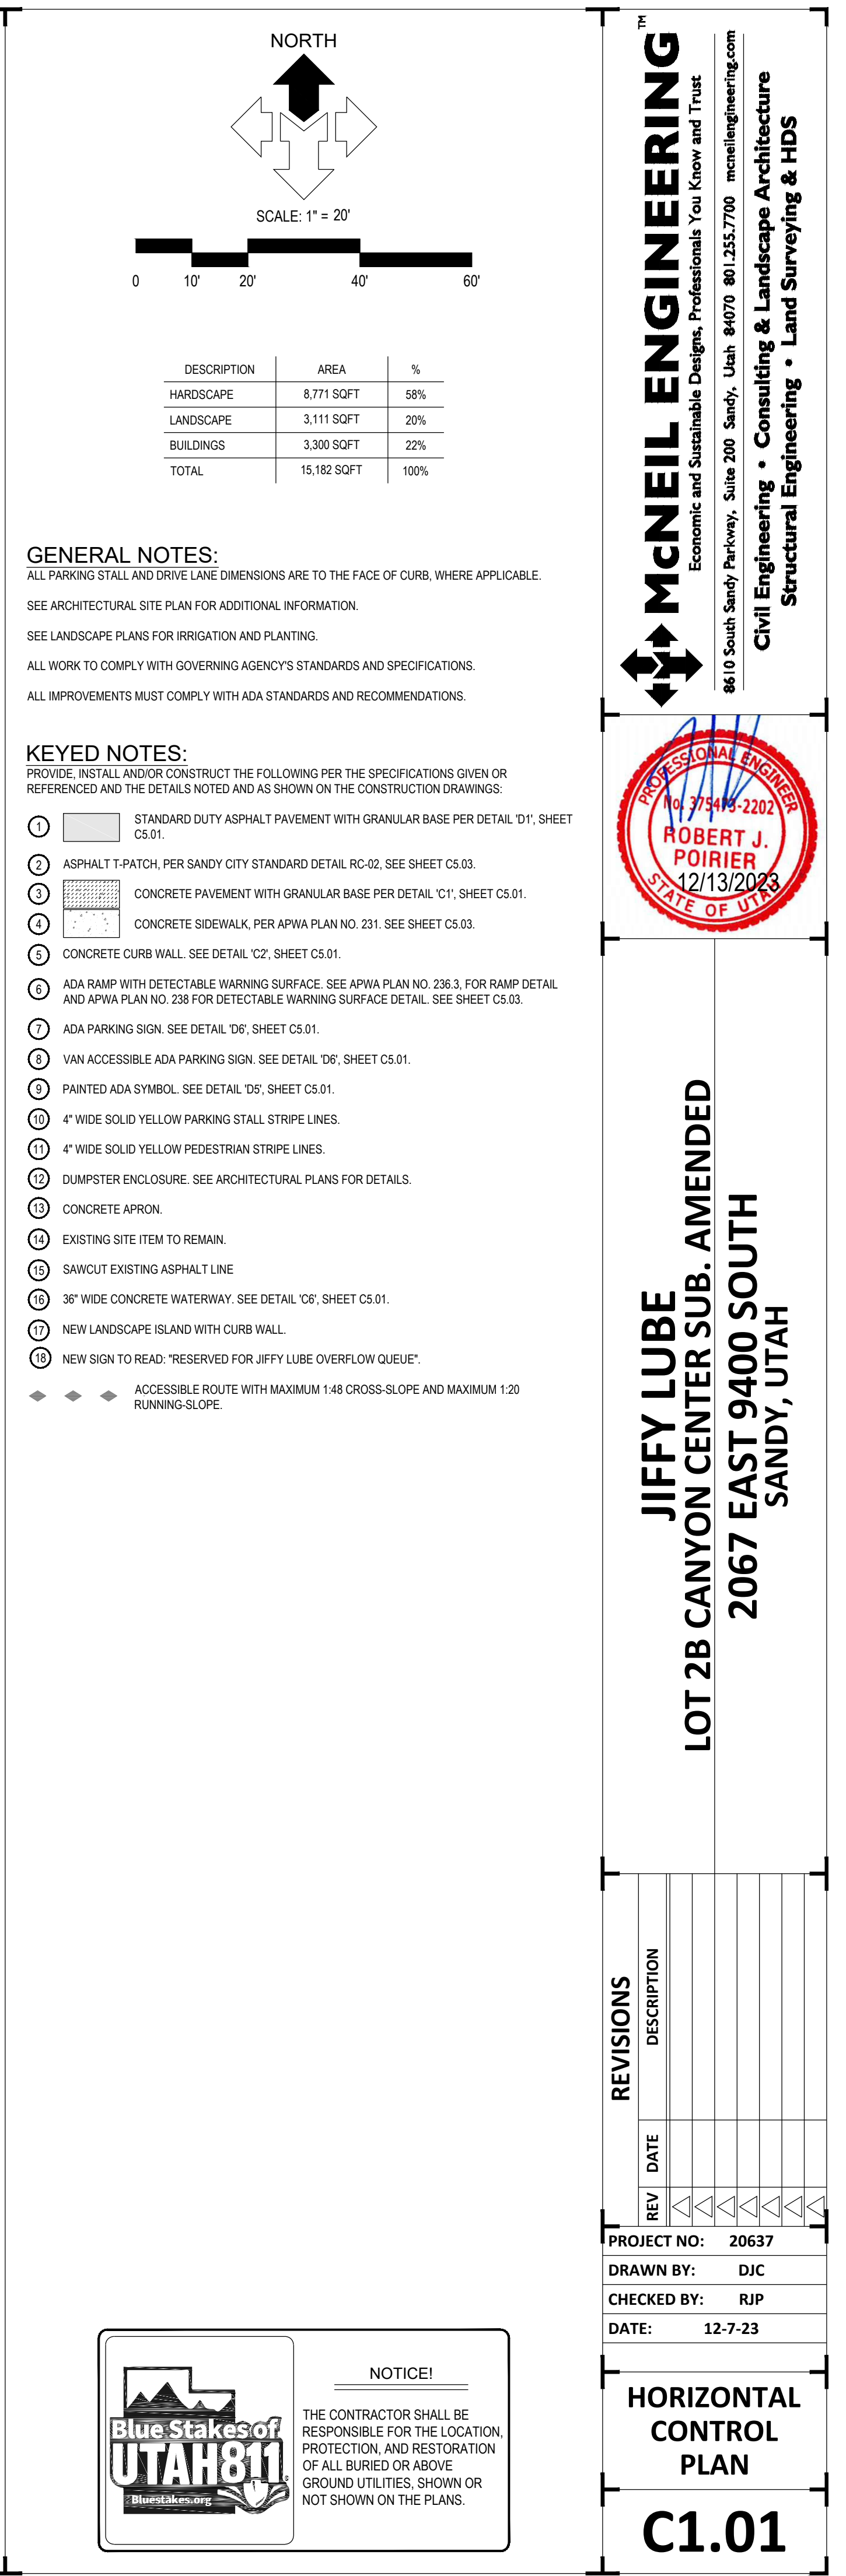 NORTH
SCALE: 1" = 20'
0 10' 20' 40' 60'
DESCRIPTION AREA %
HARDSCAPE 8,771 SQFT 58%
LANDSCAPE 3,111 SQFT 20%
BUILDINGS 3,300 SQFT 22%
TOTAL 15,182 SQFT 100%
GENERAL NOTES:
ALL PARKING STALL AND DRIVE LANE DIMENSIONS ARE TO THE FACE OF CURB, WHERE APPLICABLE.
SEE ARCHITECTURAL SITE PLAN FOR ADDITIONAL INFORMATION.
SEE LANDSCAPE PLANS FOR IRRIGATION AND PLANTING.
ALL WORK TO COMPLY WITH GOVERNING AGENCY'S STANDARDS AND SPECIFICATIONS.
ALL IMPROVEMENTS MUST COMPLY WITH ADA STANDARDS AND RECOMMENDATIONS.
KEYED NOTES:
PROVIDE, INSTALL AND/OR CONSTRUCT THE FOLLOWING PER THE SPECIFICATIONS GIVEN OR
REFERENCED AND THE DETAILS NOTED AND AS SHOWN ON THE CONSTRUCTION DRAWINGS:
1 STANDARD DUTY ASPHALT PAVEMENT WITH GRANULAR BASE PER DETAIL 'D1', SHEET
C5.01.
2 ASPHALT T-PATCH, PER SANDY CITY STANDARD DETAIL RC-02, SEE SHEET C5.03.
3 CONCRETE PAVEMENT WITH GRANULAR BASE PER DETAIL 'C1', SHEET C5.01.
4 CONCRETE SIDEWALK, PER APWA PLAN NO. 231. SEE SHEET C5.03.
5 CONCRETE CURB WALL. SEE DETAIL 'C2', SHEET C5.01.
6 ADA RAMP WITH DETECTABLE WARNING SURFACE. SEE APWA PLAN NO. 236.3, FOR RAMP DETAIL
AND APWA PLAN NO. 238 FOR DETECTABLE WARNING SURFACE DETAIL. SEE SHEET C5.03.
7 ADA PARKING SIGN. SEE DETAIL 'D6', SHEET C5.01.
8 VAN ACCESSIBLE ADA PARKING SIGN. SEE DETAIL 'D6', SHEET C5.01.
9 PAINTED ADA SYMBOL. SEE DETAIL 'D5', SHEET C5.01.
10 4" WIDE SOLID YELLOW PARKING STALL STRIPE LINES.
11 4" WIDE SOLID YELLOW PEDESTRIAN STRIPE LINES.
12 DUMPSTER ENCLOSURE. SEE ARCHITECTURAL PLANS FOR DETAILS.
13 CONCRETE APRON.
14 EXISTING SITE ITEM TO REMAIN.
15 SAWCUT EXISTING ASPHALT LINE
16 36" WIDE CONCRETE WATERWAY. SEE DETAIL 'C6', SHEET C5.01.
17 NEW LANDSCAPE ISLAND WITH CURB WALL.
18 NEW SIGN TO READ: "RESERVED FOR JIFFY LUBE OVERFLOW QUEUE".
ACCESSIBLE ROUTE WITH MAXIMUM 1:48 CROSS-SLOPE AND MAXIMUM 1:20
RUNNING-SLOPE.
Blue Stakes of
UTAH811
Bluestakes.org
NOTICE!
THE CONTRACTOR SHALL BE
RESPONSIBLE FOR THE LOCATION,
PROTECTION, AND RESTORATION
OF ALL BURIED OR ABOVE
GROUND UTILITIES, SHOWN OR
NOT SHOWN ON THE PLANS.
McNEIL ENGINEERING™
Economic and Sustainable Designs, Professionals You Know and Trust
8610 South Sandy Parkway, Suite 200 Sandy, Utah 84070 801.255.7700 mcneilengineering.com
Civil Engineering • Consulting & Landscape Architecture
Structural Engineering • Land Surveying & HDS
PROFESSIONAL ENGINEER
ROBERT J.
POIRIER
12/13/2023
STATE OF UTAH
JIFFY LUBE
LOT 2B CANYON CENTER SUB. AMENDED
2067 EAST 9400 SOUTH
SANDY, UTAH
REVISIONS
REV DATE DESCRIPTION
PROJECT NO: 20637
DRAWN BY: DJC
CHECKED BY: RJP
DATE: 12-7-23
HORIZONTAL
CONTROL
PLAN
C1.01